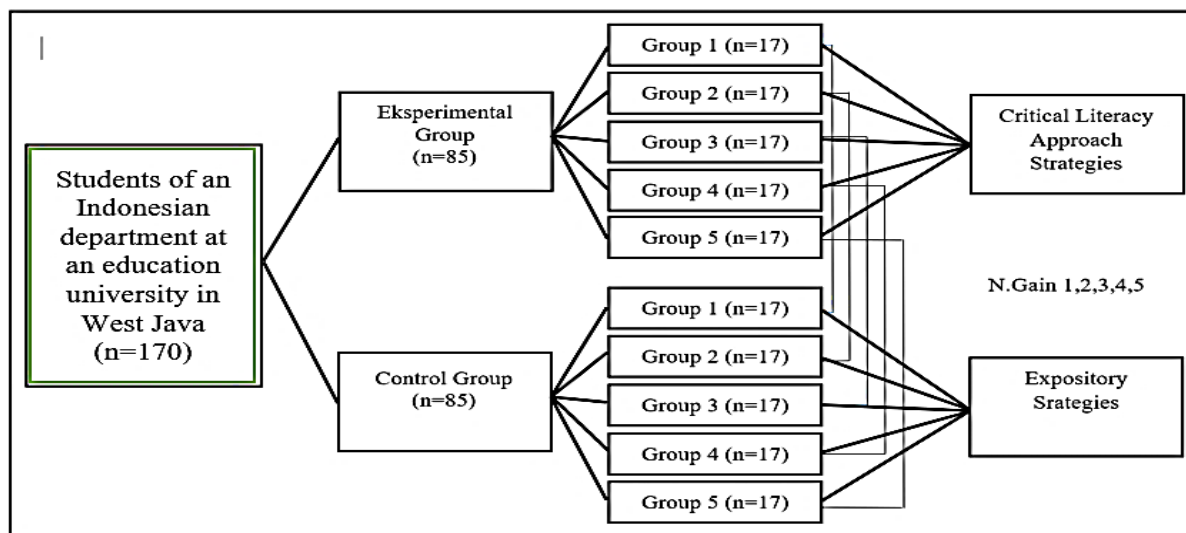 Students of an
Indonesian
department at
an education
university in
West Java
(n=170)
Eksperimental
Group
(n=85)
Control Group
(n=85)
Group 1 (n=17)
Group 2 (n=17)
Group 3 (n=17)
Group 4 (n=17)
Group 5 (n=17)
Group 1 (n=17)
Group 2 (n=17)
Group 3 (n=17)
Group 4 (n=17)
Group 5 (n=17)
Critical Literacy
Approach
Strategies
N.Gain 1,2,3,4,5
Expository
Srategies